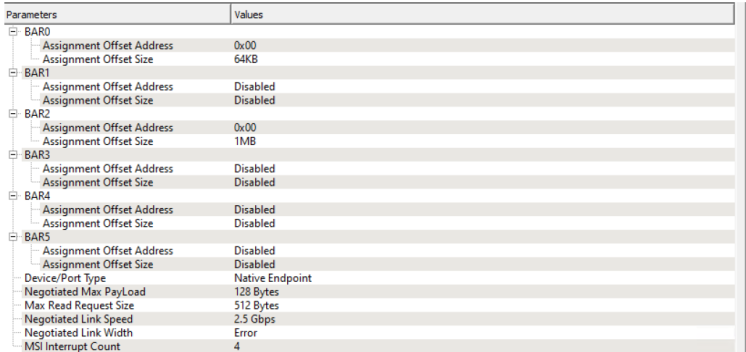 Parameters Values
BAR0
Assignment Offset Address 0x00
Assignment Offset Size 64KB
BAR1
Assignment Offset Address Disabled
Assignment Offset Size Disabled
BAR2
Assignment Offset Address 0x00
Assignment Offset Size 1MB
BAR3
Assignment Offset Address Disabled
Assignment Offset Size Disabled
BAR4
Assignment Offset Address Disabled
Assignment Offset Size Disabled
BAR5
Assignment Offset Address Disabled
Assignment Offset Size Disabled
Device/Port Type Native Endpoint
Negotiated Max PayLoad 128 Bytes
Max Read Request Size 512 Bytes
Negotiated Link Speed 2.5 Gbps
Negotiated Link Width Error
MSI Interrupt Count 4